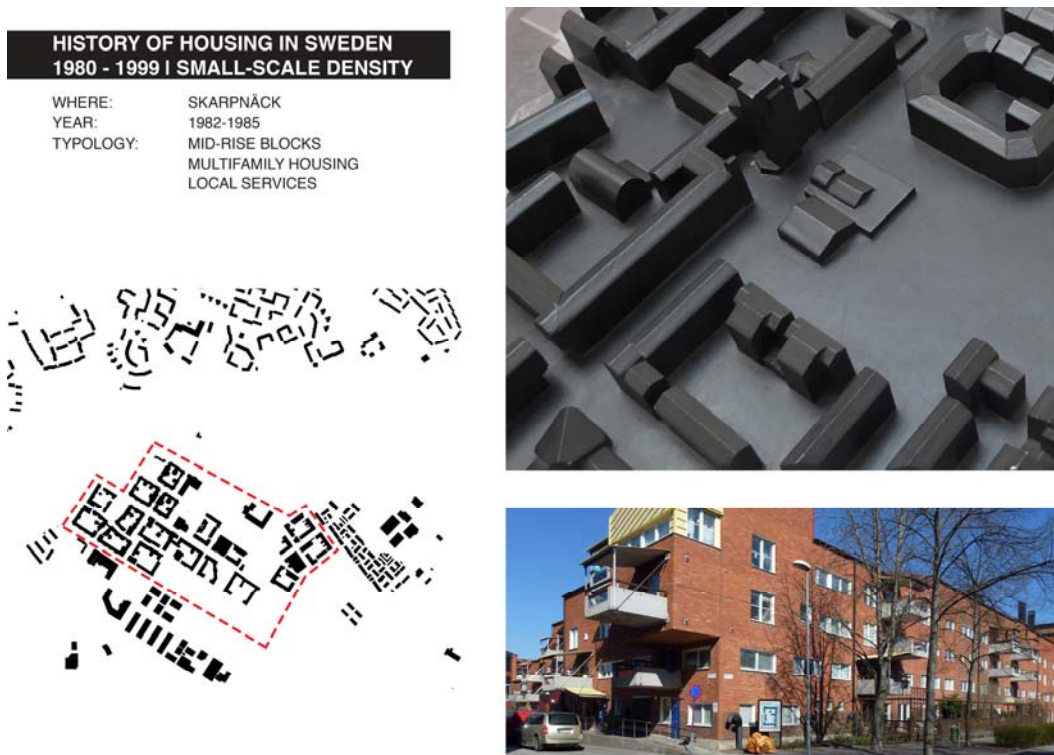 HISTORY OF HOUSING IN SWEDEN
1980 - 1999 I SMALL-SCALE DENSITY
WHERE: SKARPNÄCK
YEAR: 1982-1985
TYPOLOGY: MID-RISE BLOCKS
MULTIFAMILY HOUSING
LOCAL SERVICES